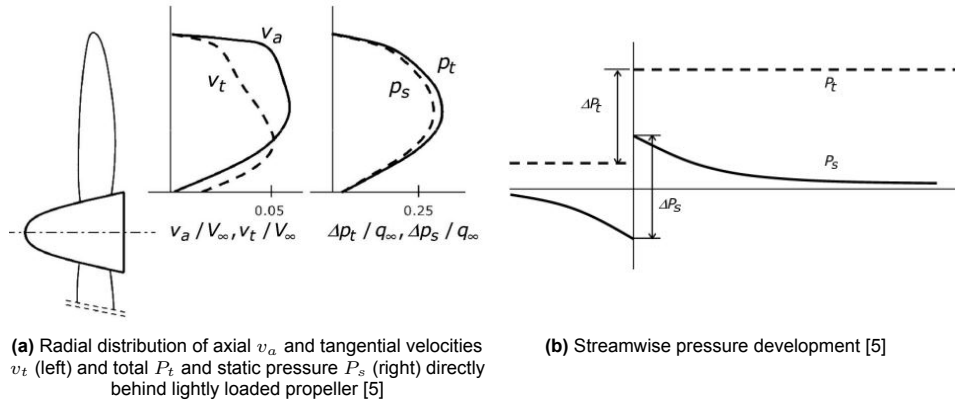 v_a
v_t
p_t
p_s
0.05
0.25
v_a / V_∞, v_t / V_∞
Δp_t / q_∞, Δp_s / q_∞
ΔP_t
P_t
P_s
ΔP_s
(a) Radial distribution of axial v_a and tangential velocities
v_t (left) and total P_t and static pressure P_s (right) directly
behind lightly loaded propeller [5]
(b) Streamwise pressure development [5]